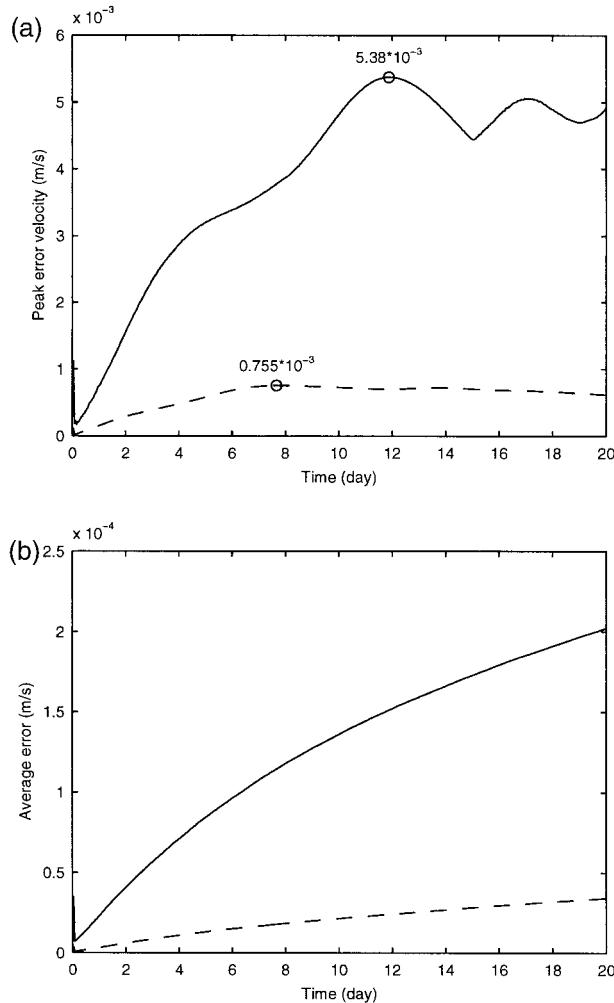 (a)
x 10⁻³
6
5
4
3
2
1
0
Peak error velocity (m/s)
5.38*10⁻³
0.755*10⁻³
0 2 4 6 8 10 12 14 16 18 20
Time (day)
(b)
x 10⁻⁴
2.5
2
1.5
1
0.5
0
Average error (m/s)
0 2 4 6 8 10 12 14 16 18 20
Time (day)